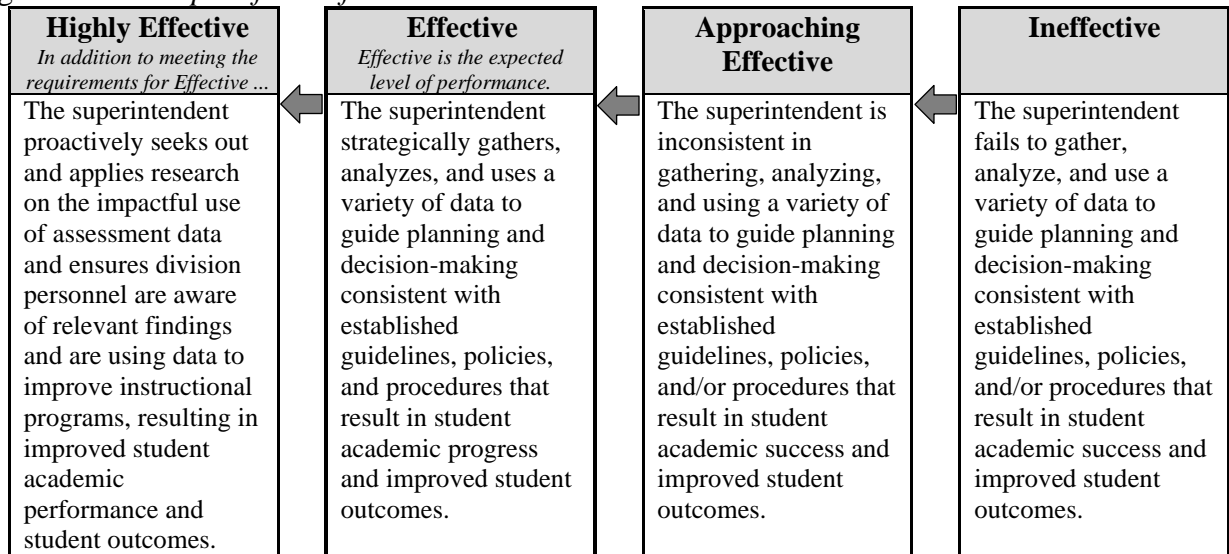 Highly Effective
In addition to meeting the
requirements for Effective ...
The superintendent
proactively seeks out
and applies research
on the impactful use
of assessment data
and ensures division
personnel are aware
of relevant findings
and are using data to
improve instructional
programs, resulting in
improved student
academic
performance and
student outcomes.
Effective
Effective is the expected
level of performance.
The superintendent
strategically gathers,
analyzes, and uses a
variety of data to
guide planning and
decision-making
consistent with
established
guidelines, policies,
and procedures that
result in student
academic progress
and improved student
outcomes.
Approaching
Effective
The superintendent is
inconsistent in
gathering, analyzing,
and using a variety of
data to guide planning
and decision-making
consistent with
established
guidelines, policies,
and/or procedures that
result in student
academic success and
improved student
outcomes.
Ineffective
The superintendent
fails to gather,
analyze, and use a
variety of data to
guide planning and
decision-making
consistent with
established
guidelines, policies,
and/or procedures that
result in student
academic success and
improved student
outcomes.